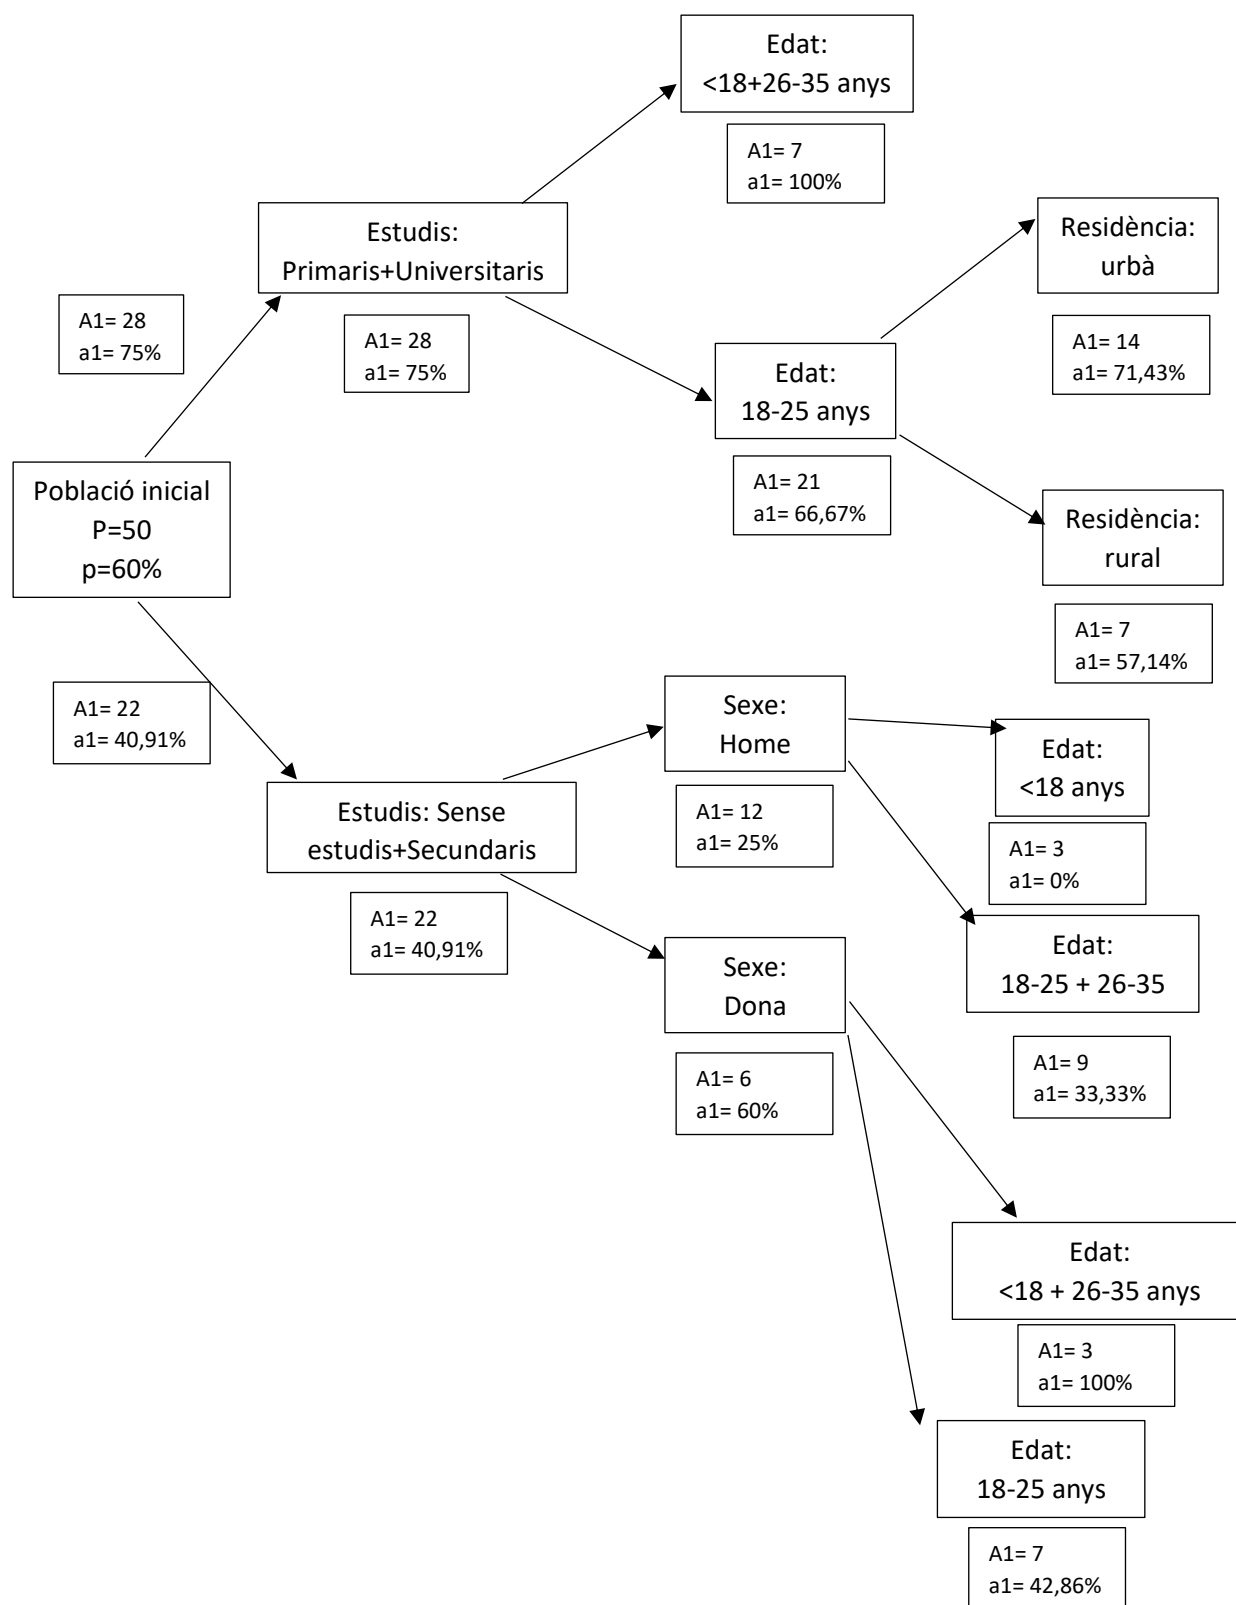 Edat:
<18+26-35 anys
A1= 7
a1= 100%
Estudis:
Primaris+Universitaris
A1= 28
a1= 75%
A1= 28
a1= 75%
Residència:
urbà
A1= 14
a1= 71,43%
Edat:
18-25 anys
A1= 21
a1= 66,67%
Població inicial
P=50
p=60%
Residència:
rural
A1= 7
a1= 57,14%
A1= 22
a1= 40,91%
Sexe:
Home
A1= 12
a1= 25%
Edat:
<18 anys
A1= 3
a1= 0%
Estudis: Sense
estudis+Secundaris
A1= 22
a1= 40,91%
Edat:
18-25 + 26-35
A1= 9
a1= 33,33%
Sexe:
Dona
A1= 6
a1= 60%
Edat:
<18 + 26-35 anys
A1= 3
a1= 100%
Edat:
18-25 anys
A1= 7
a1= 42,86%